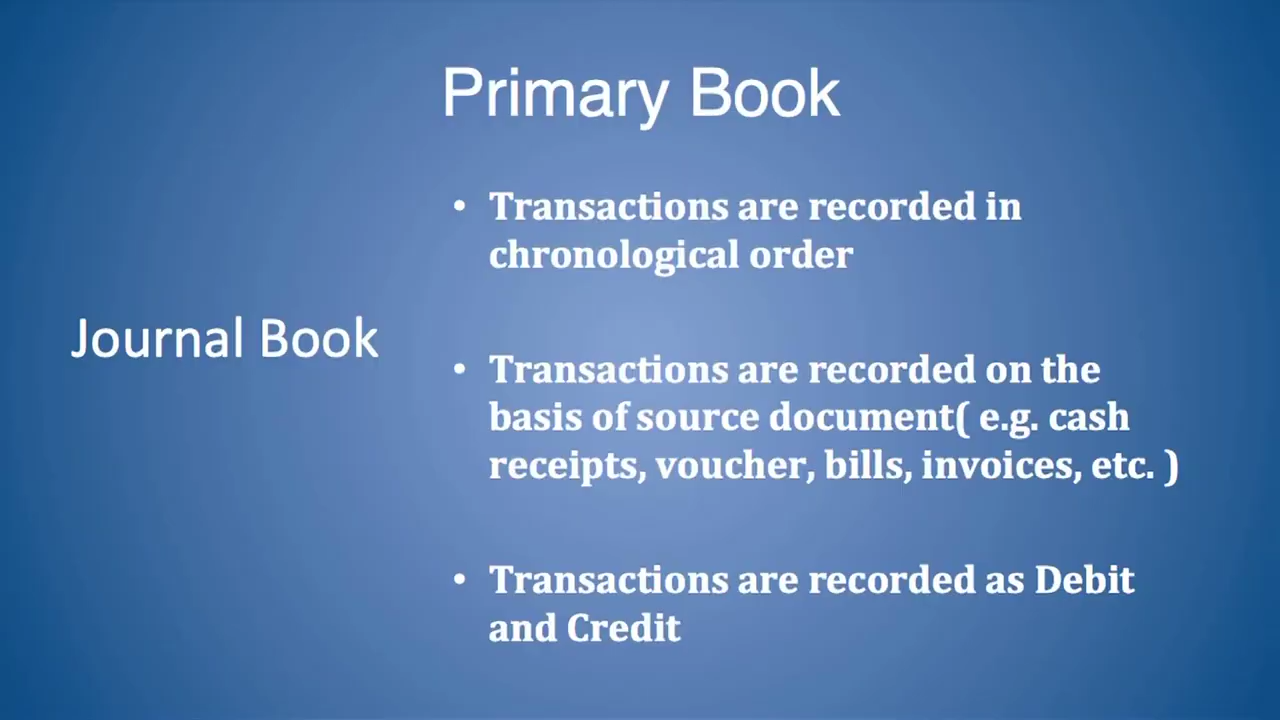 Primary Book
Journal Book
• Transactions are recorded in
chronological order
• Transactions are recorded on the
basis of source document( e.g. cash
receipts, voucher, bills, invoices, etc. )
• Transactions are recorded as Debit
and Credit